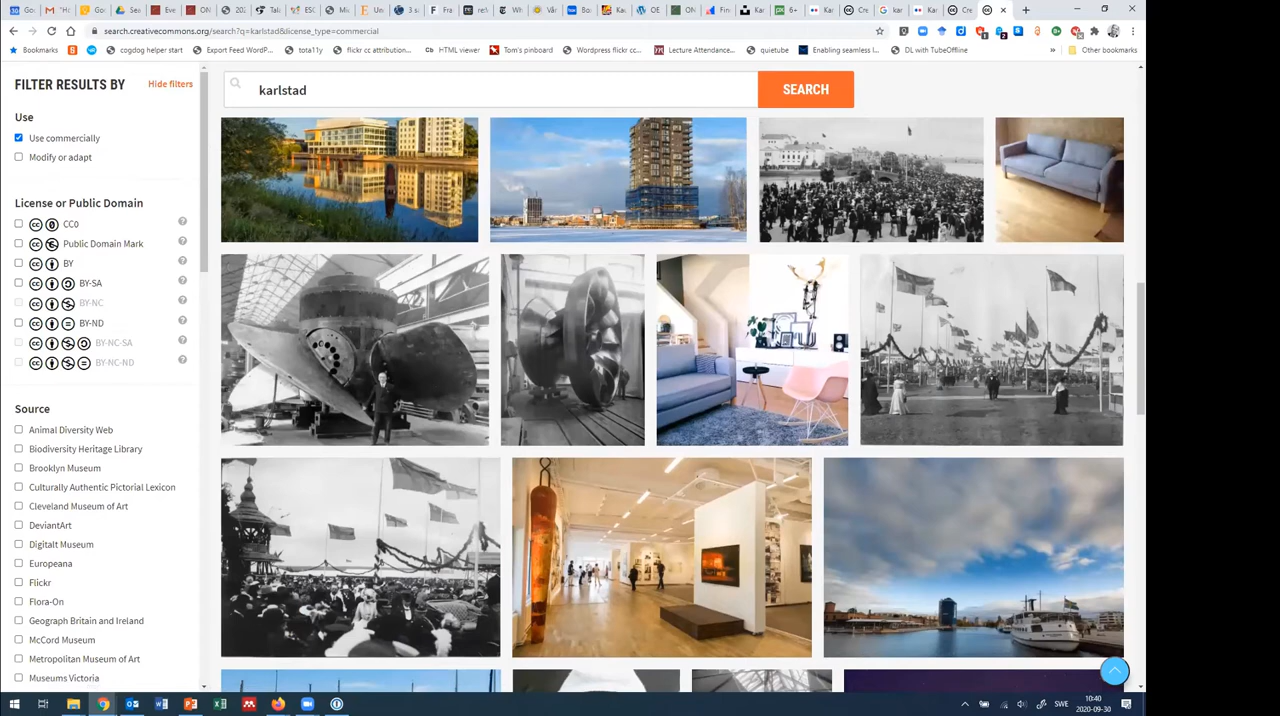 search.creativecommons.org/search?q=karlstad&license_type=commercial
Bookmarks
cogdog helper start
Export Feed WordP...
tota11y
flickr cc attribution...
HTML viewer
Tom's pinboard
Wordpress flickr cc...
Lecture Attendance...
quietube
Enabling seamless i...
DL with TubeOffline
»
Other bookmarks
FILTER RESULTS BY
Hide filters
karlstad
SEARCH
Use
Use commercially
Modify or adapt
License or Public Domain
CC0
Public Domain Mark
BY
BY-SA
BY-NC
BY-ND
BY-NC-SA
BY-NC-ND
Source
Animal Diversity Web
Biodiversity Heritage Library
Brooklyn Museum
Culturally Authentic Pictorial Lexicon
Cleveland Museum of Art
DeviantArt
Digitalt Museum
Europeana
Flickr
Flora-On
Geograph Britain and Ireland
McCord Museum
Metropolitan Museum of Art
Museums Victoria
SWE
10:40
2020-09-30